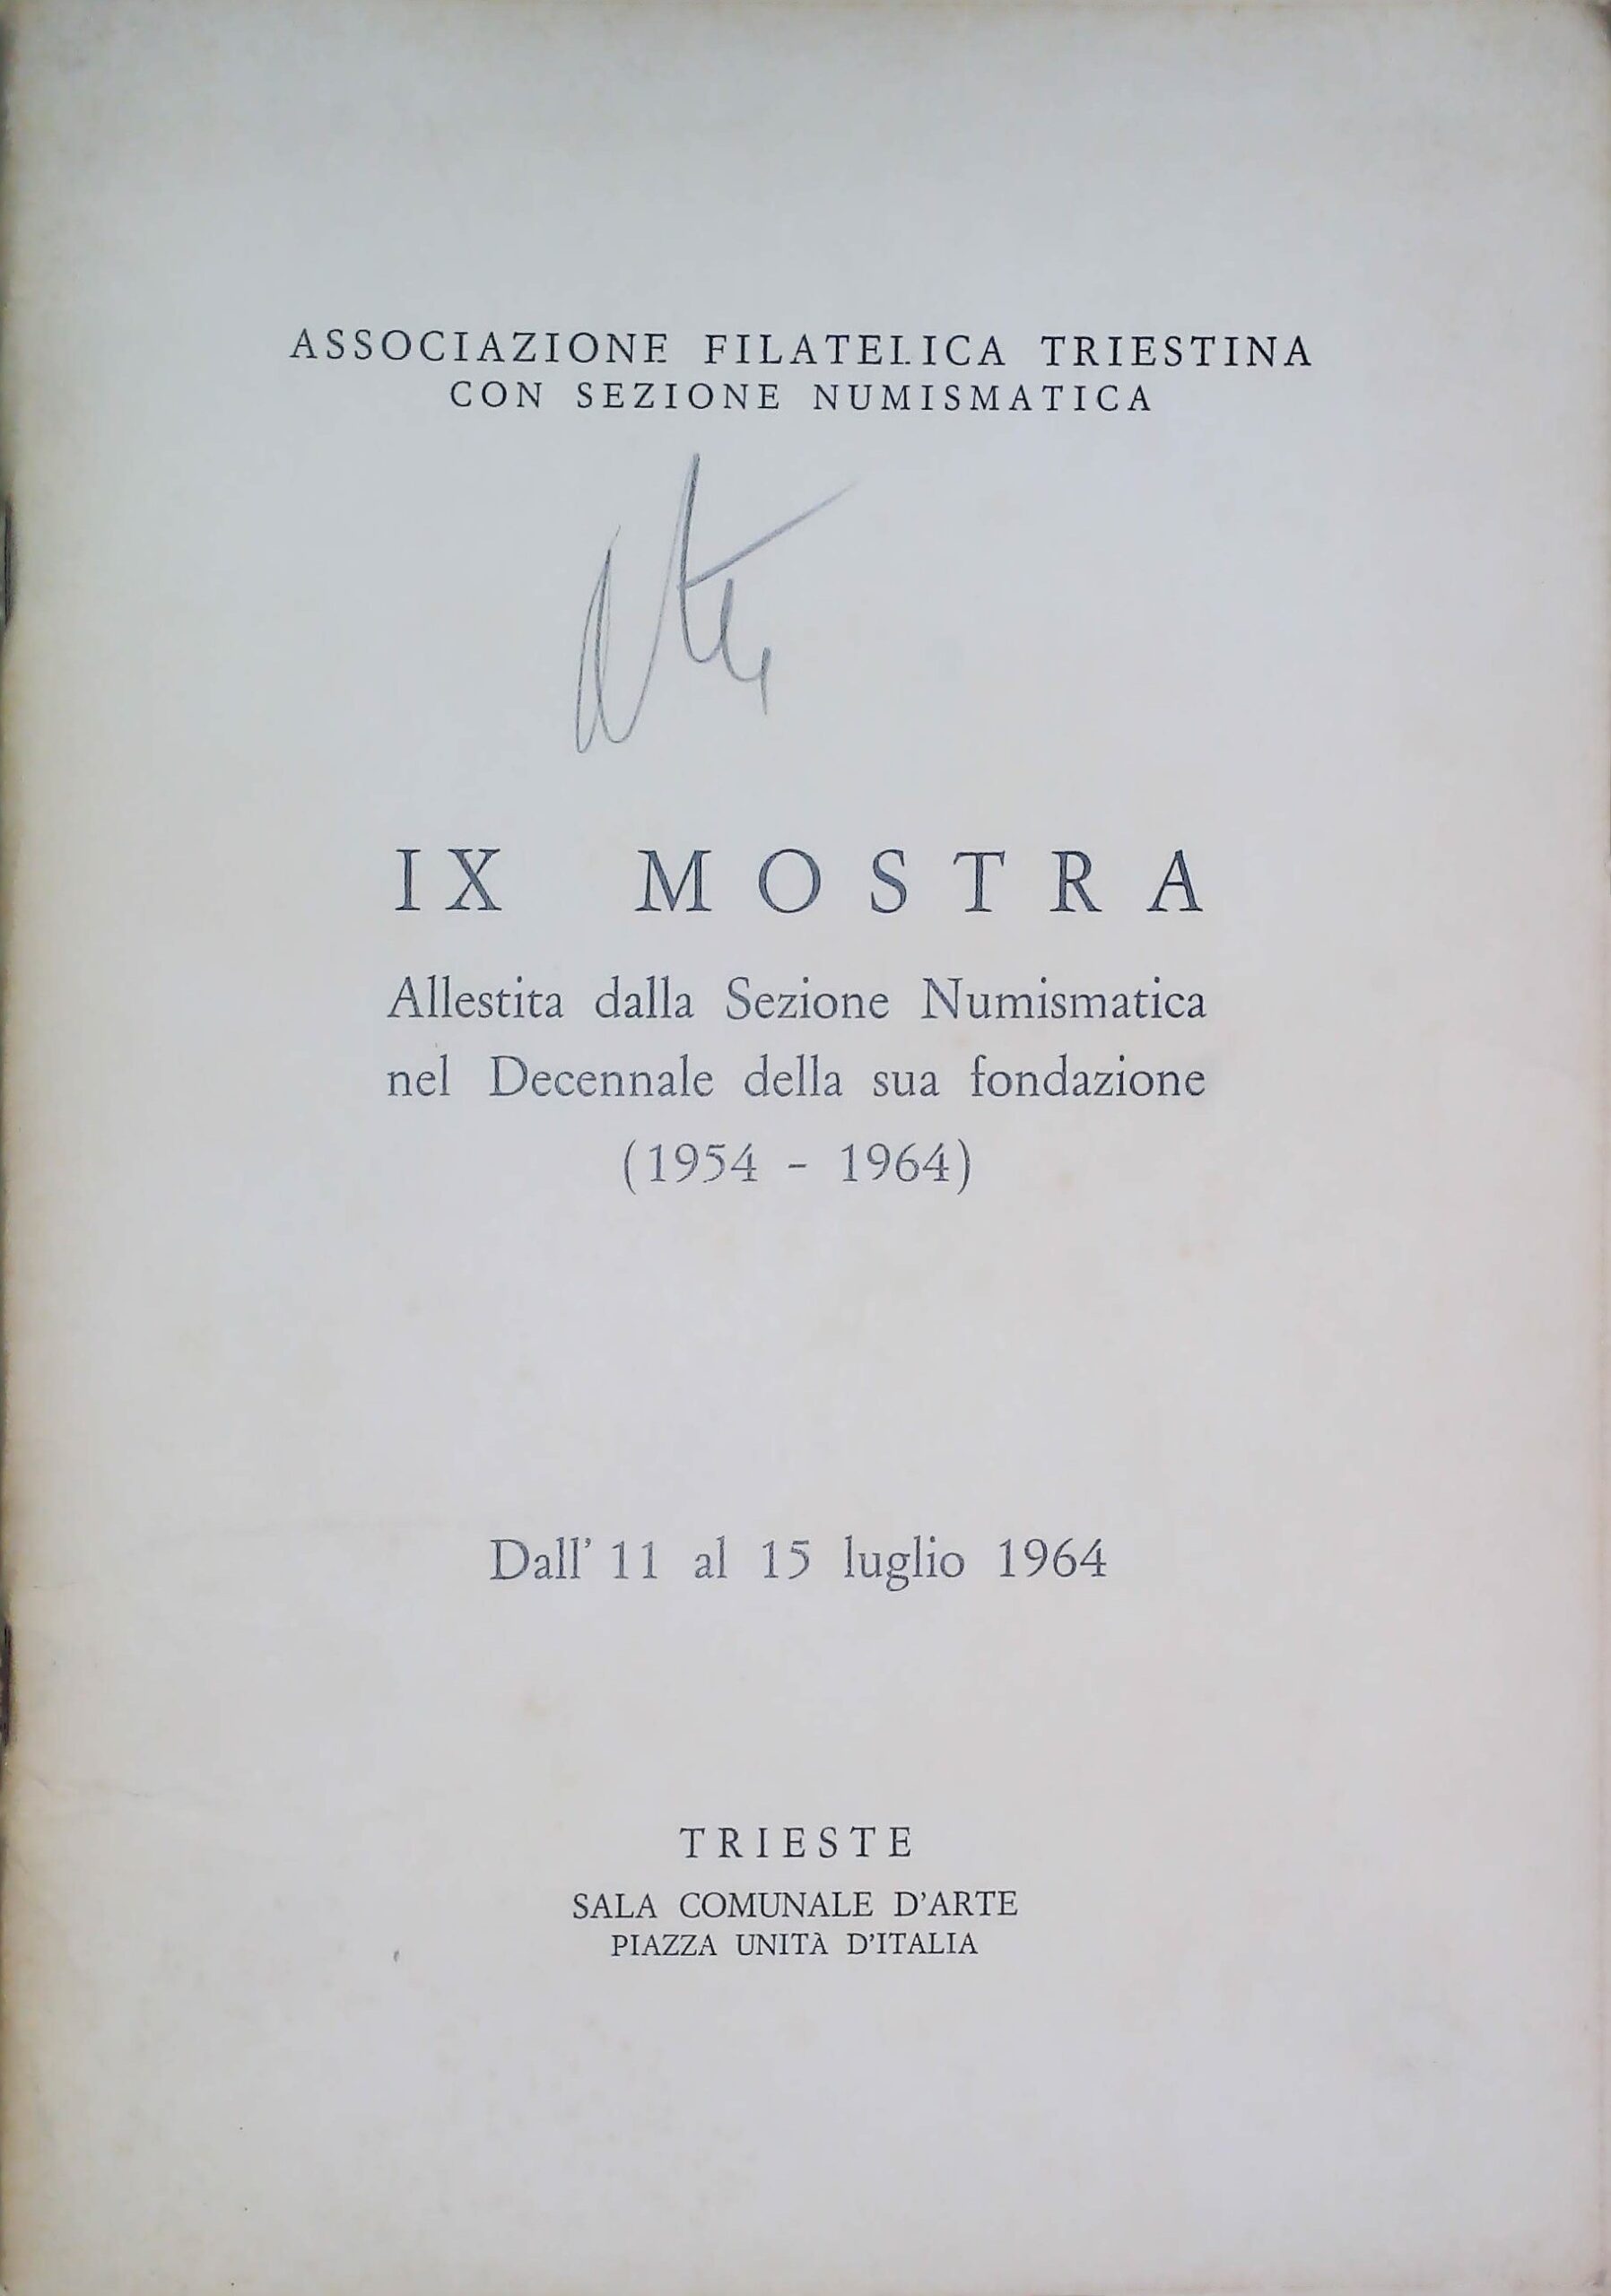 ASSOCIAZIONE FILATELICA TRIESTINA
CON SEZIONE NUMISMATICA
IX MOSTRA
Allestita dalla Sezione Numismatica
nel Decennale della sua fondazione
(1954 - 1964)
Dall' 11 al 15 luglio 1964
TRIESTE
SALA COMUNALE D'ARTE
PIAZZA UNITÀ D'ITALIA